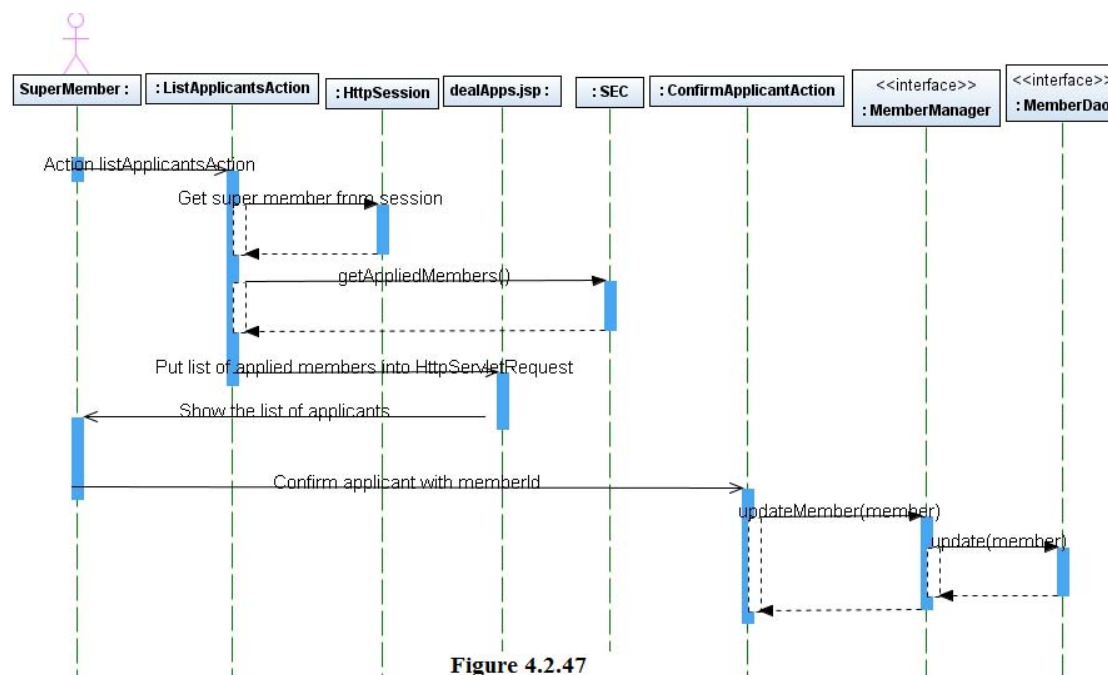 SuperMember :
: ListApplicantsAction
: HttpSession
dealApps.jsp :
: SEC
: ConfirmApplicantAction
<<interface>>
: MemberManager
<<interface>>
: MemberDao
Action listApplicantsAction
Get super member from session
getAppliedMembers()
Put list of applied members into HttpServletRequest
Show the list of applicants
Confirm applicant with memberId
updateMember(member)
update(member)
Figure 4.2.47